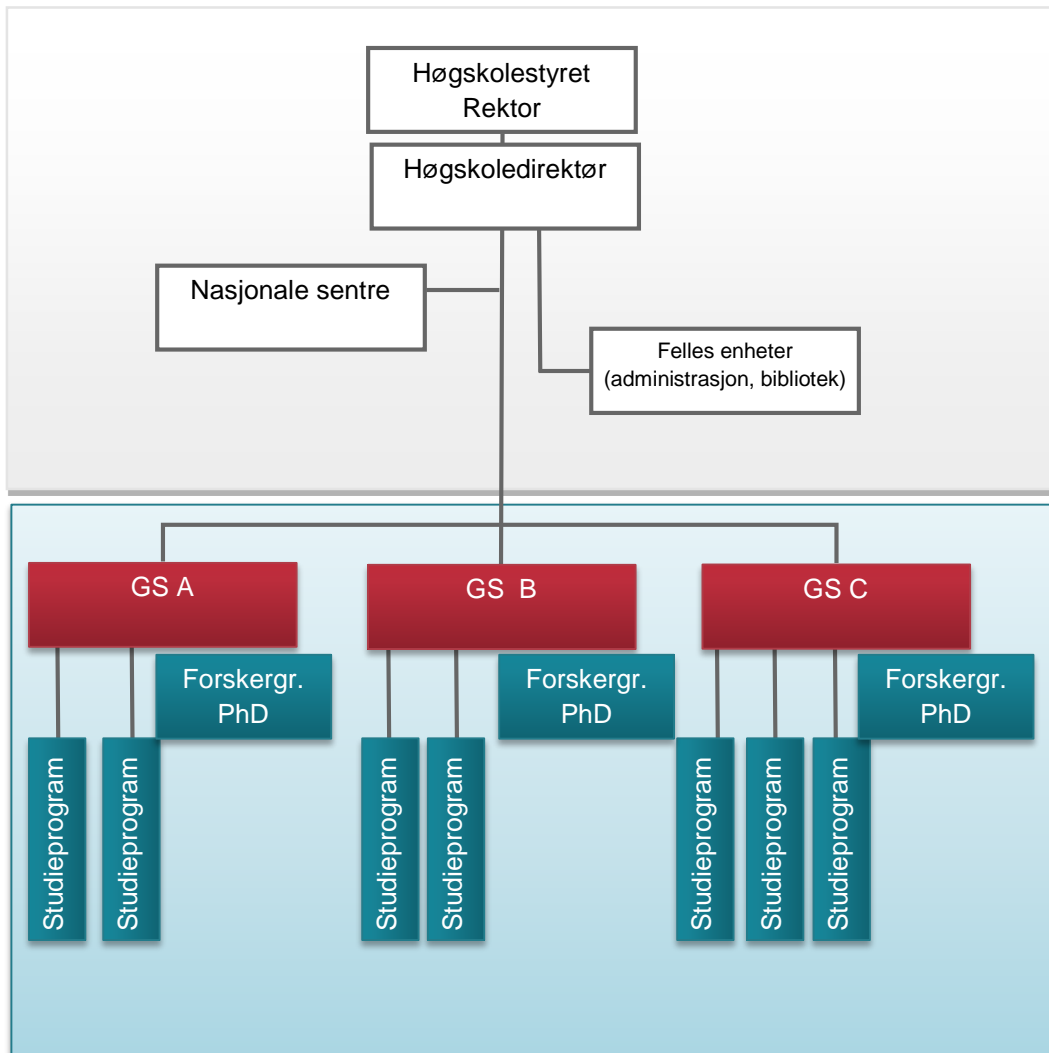 Høgskolestyret
Rektor
Høgskoledirektør
Nasjonale sentre
Felles enheter
(administrasjon, bibliotek)
GS A
GS  B
GS C
Forskergr.
PhD
Forskergr.
PhD
Forskergr.
PhD
Studieprogram
Studieprogram
Studieprogram
Studieprogram
Studieprogram
Studieprogram
Studieprogram